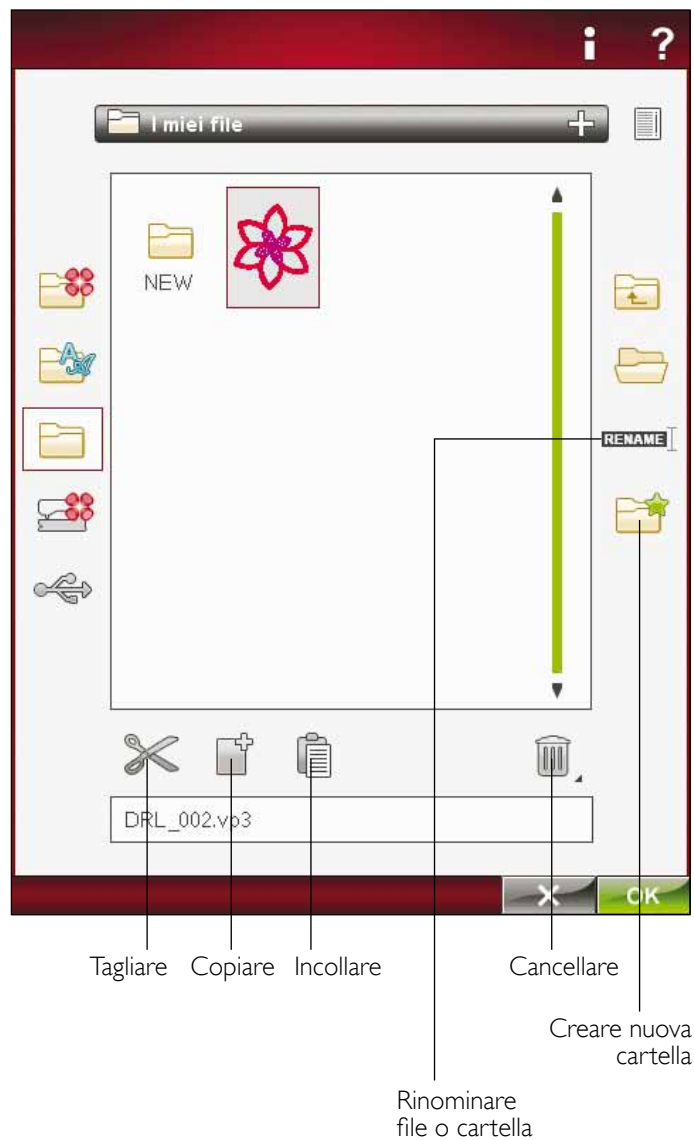 i ?
I miei file
NEW
RENAME
DRL_002.vp3
OK
Tagliare Copiare Incollare Cancellare
Creare nuova
cartella
Rinominare
file o cartella